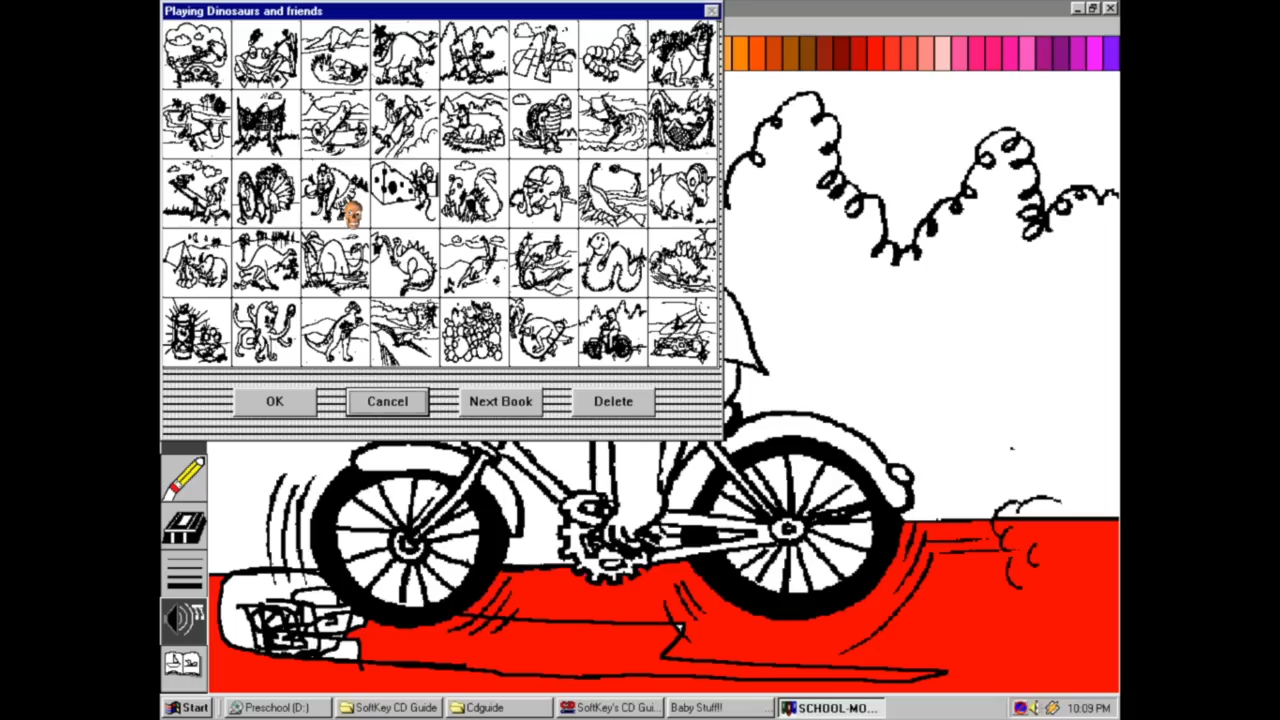 Playing Dinosaurs and friends
OK
Cancel
Next Book
Delete
Start
Preschool (D:)
SoftKey CD Guide
Cdguide
SoftKey's CD Gui...
Baby Stuff!! ...
SCHOOL-MO...
10:09 PM